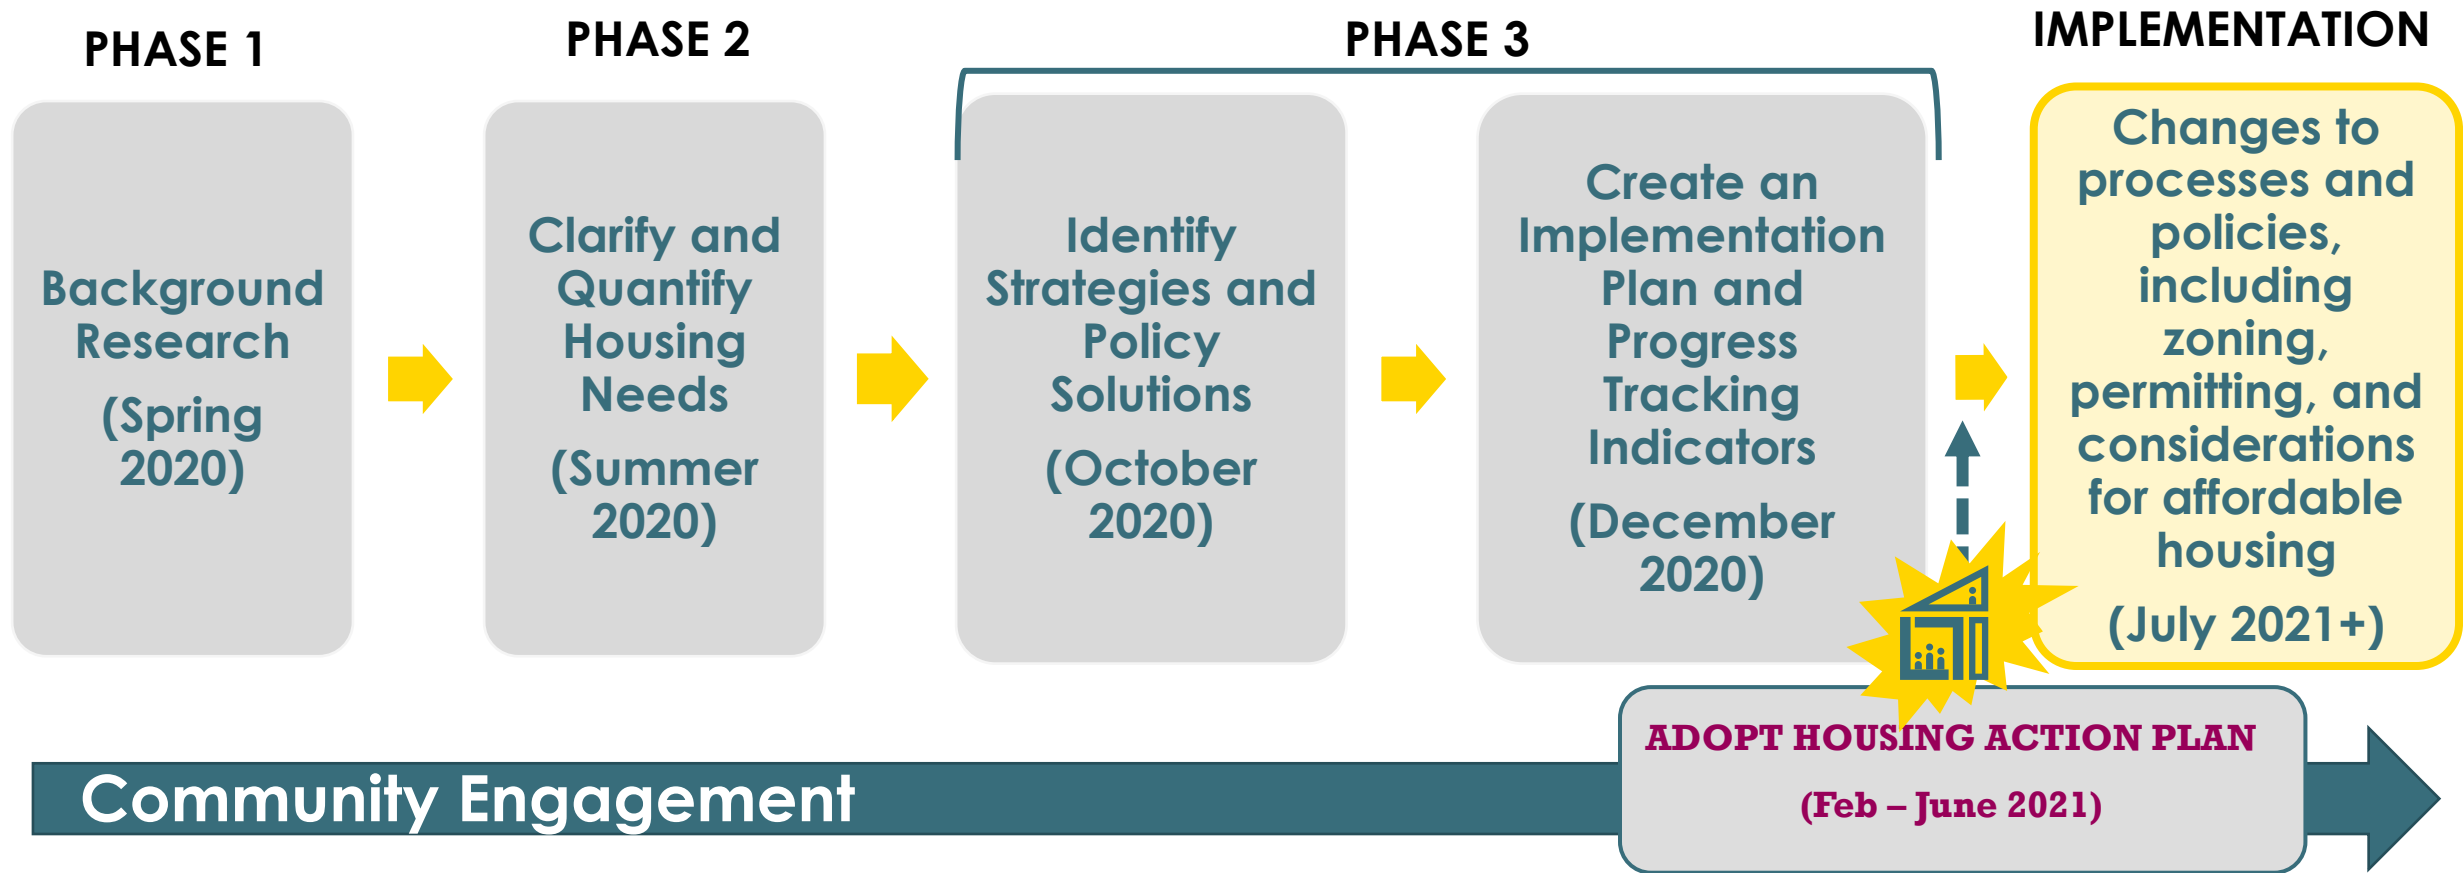 PHASE 1
Background
Research
(Spring
2020)
PHASE 2
Clarify and
Quantify
Housing
Needs
(Summer
2020)
PHASE 3
Identify
Strategies and
Policy
Solutions
(October
2020)
Create an
Implementation
Plan and
Progress
Tracking
Indicators
(December
2020)
IMPLEMENTATION
Changes to
processes and
policies,
including
zoning,
permitting, and
considerations
for affordable
housing
(July 2021+)
ADOPT HOUSING ACTION PLAN
(Feb – June 2021)
Community Engagement